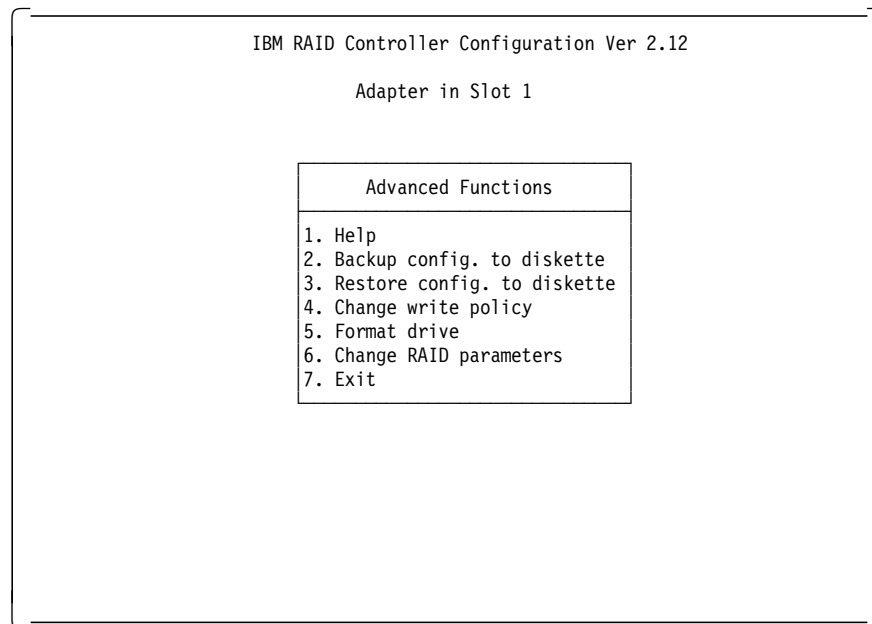 IBM RAID Controller Configuration Ver 2.12
Adapter in Slot 1
Advanced Functions
1. Help
2. Backup config. to diskette
3. Restore config. to diskette
4. Change write policy
5. Format drive
6. Change RAID parameters
7. Exit